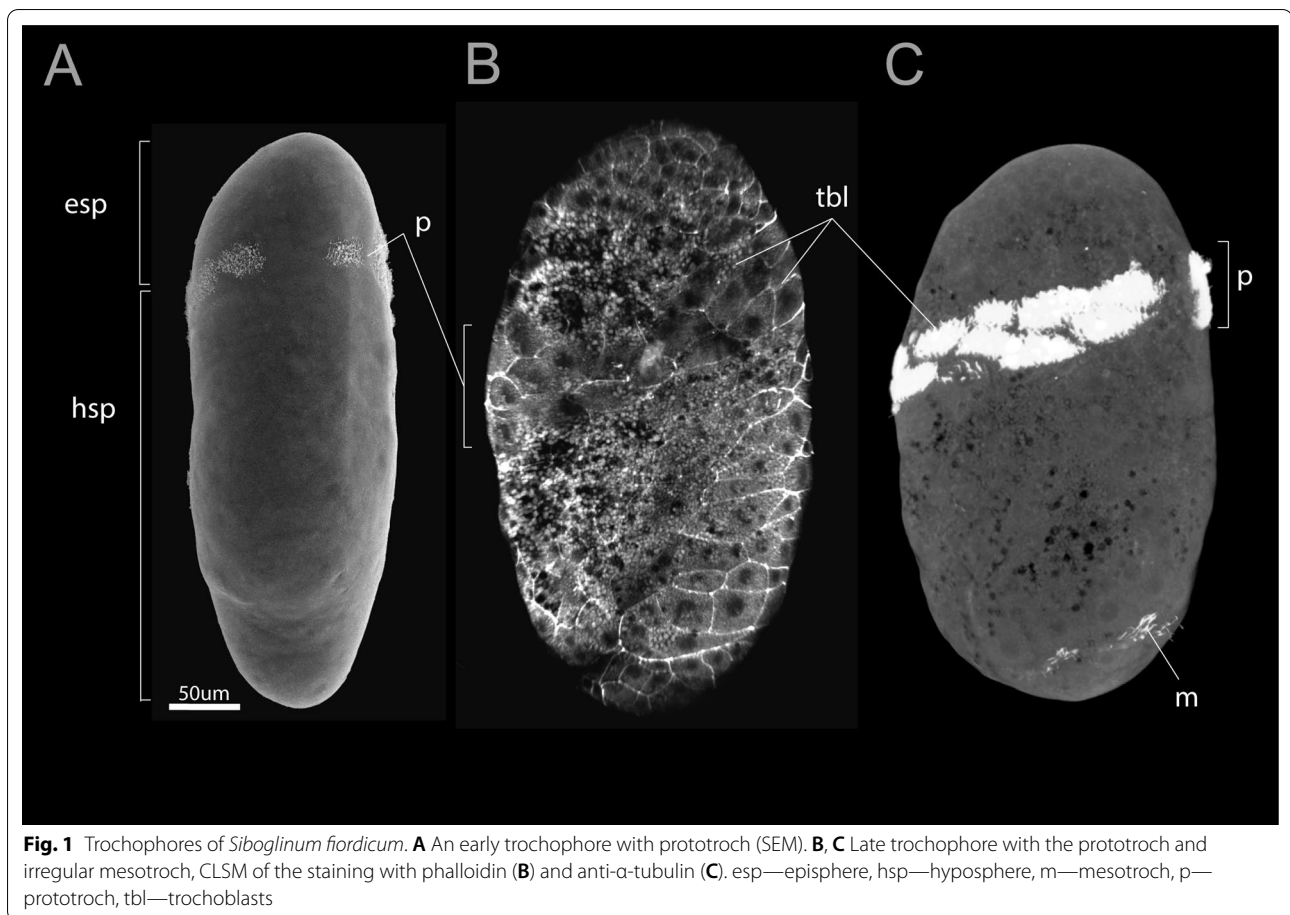 A
B
C
esp
p
tbl
p
hsp
50um
m
Fig. 1 Trochophores of Siboglinum fiordicum. A An early trochophore with prototroch (SEM). B, C Late trochophore with the prototroch and
irregular mesotroch, CLSM of the staining with phalloidin (B) and anti-α-tubulin (C). esp—episphere, hsp—hyposphere, m—mesotroch, p—
prototroch, tbl—trochoblasts